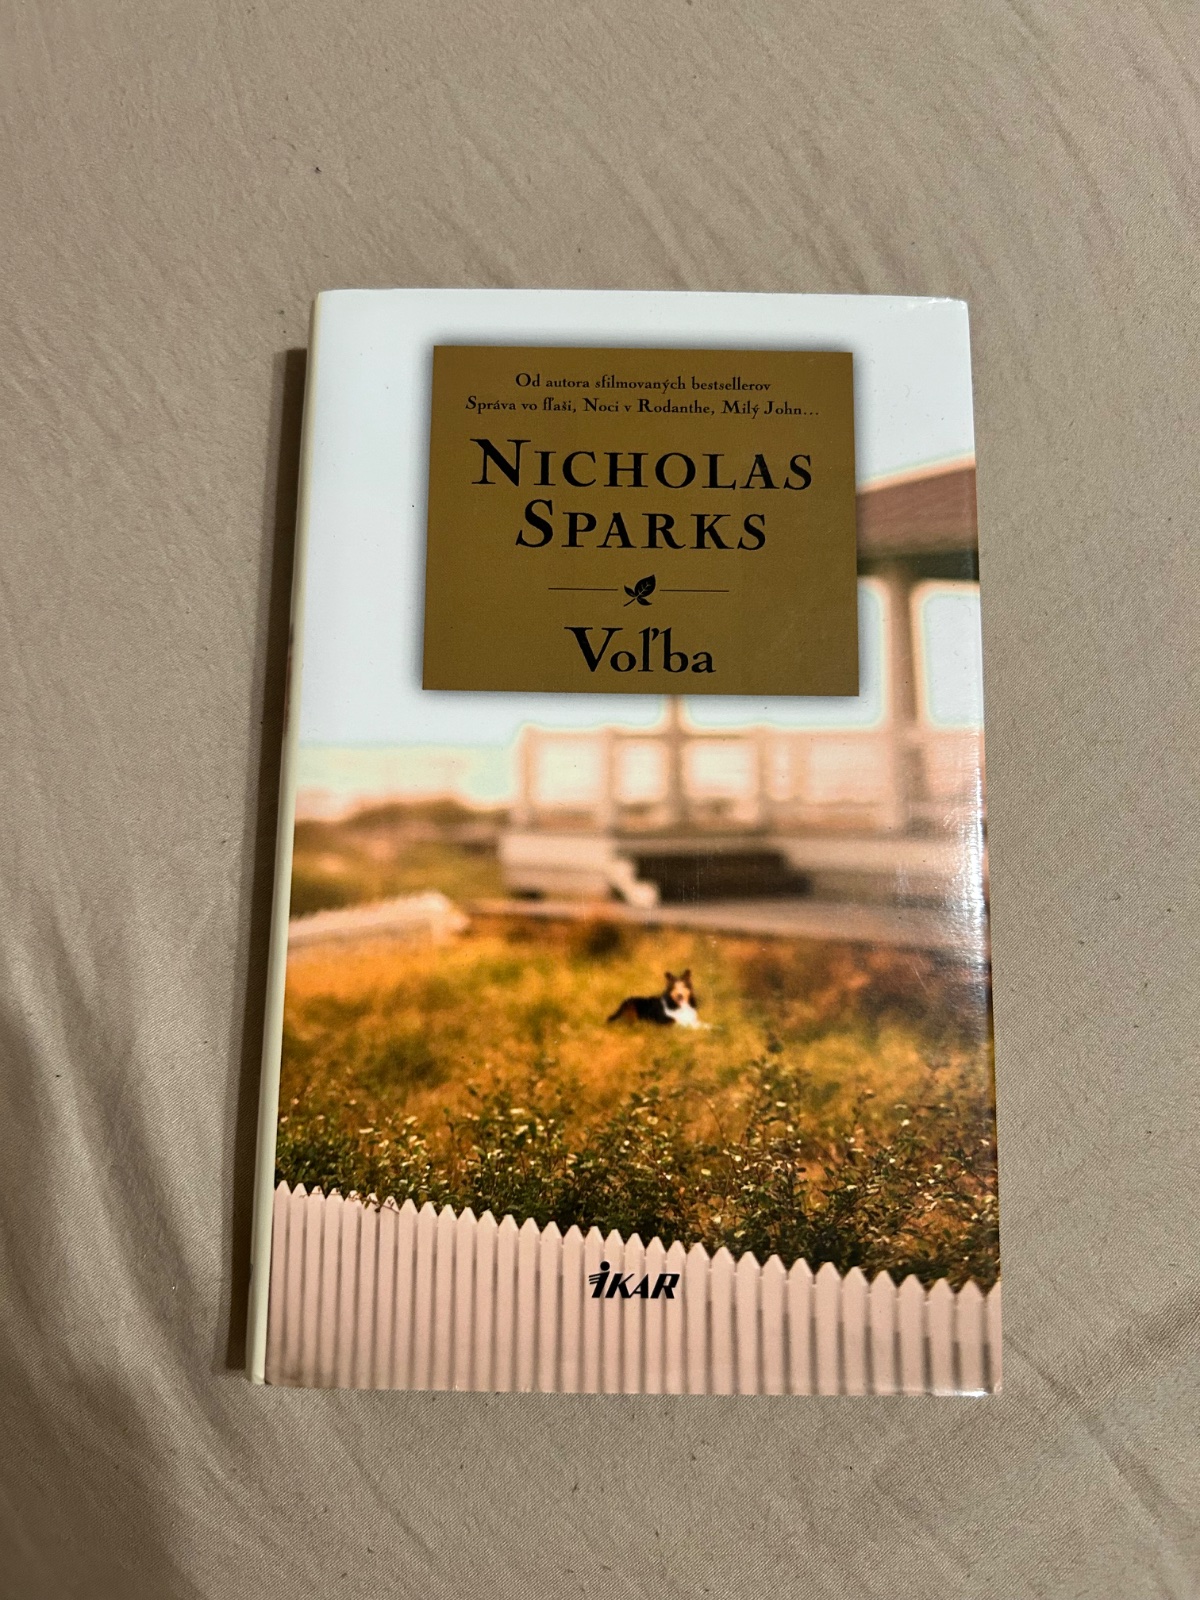 Od autora sfilmovaných bestsellerov
Správa vo fľaši, Noci v Rodanthe, Milý John...
NICHOLAS
SPARKS
Voľba
iKAR